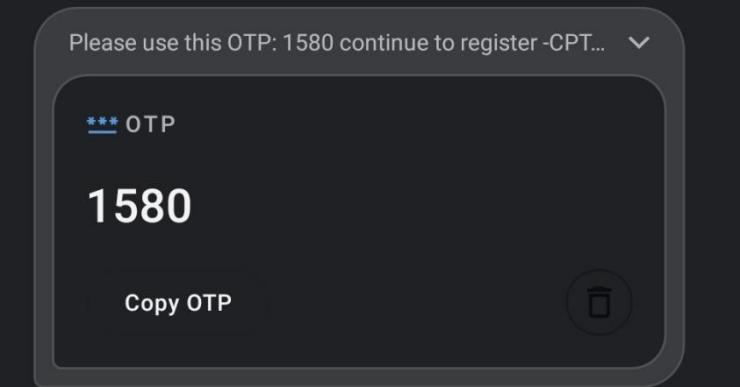 Please use this OTP: 1580 continue to register -CPT...
*** OTP
1580
Copy OTP